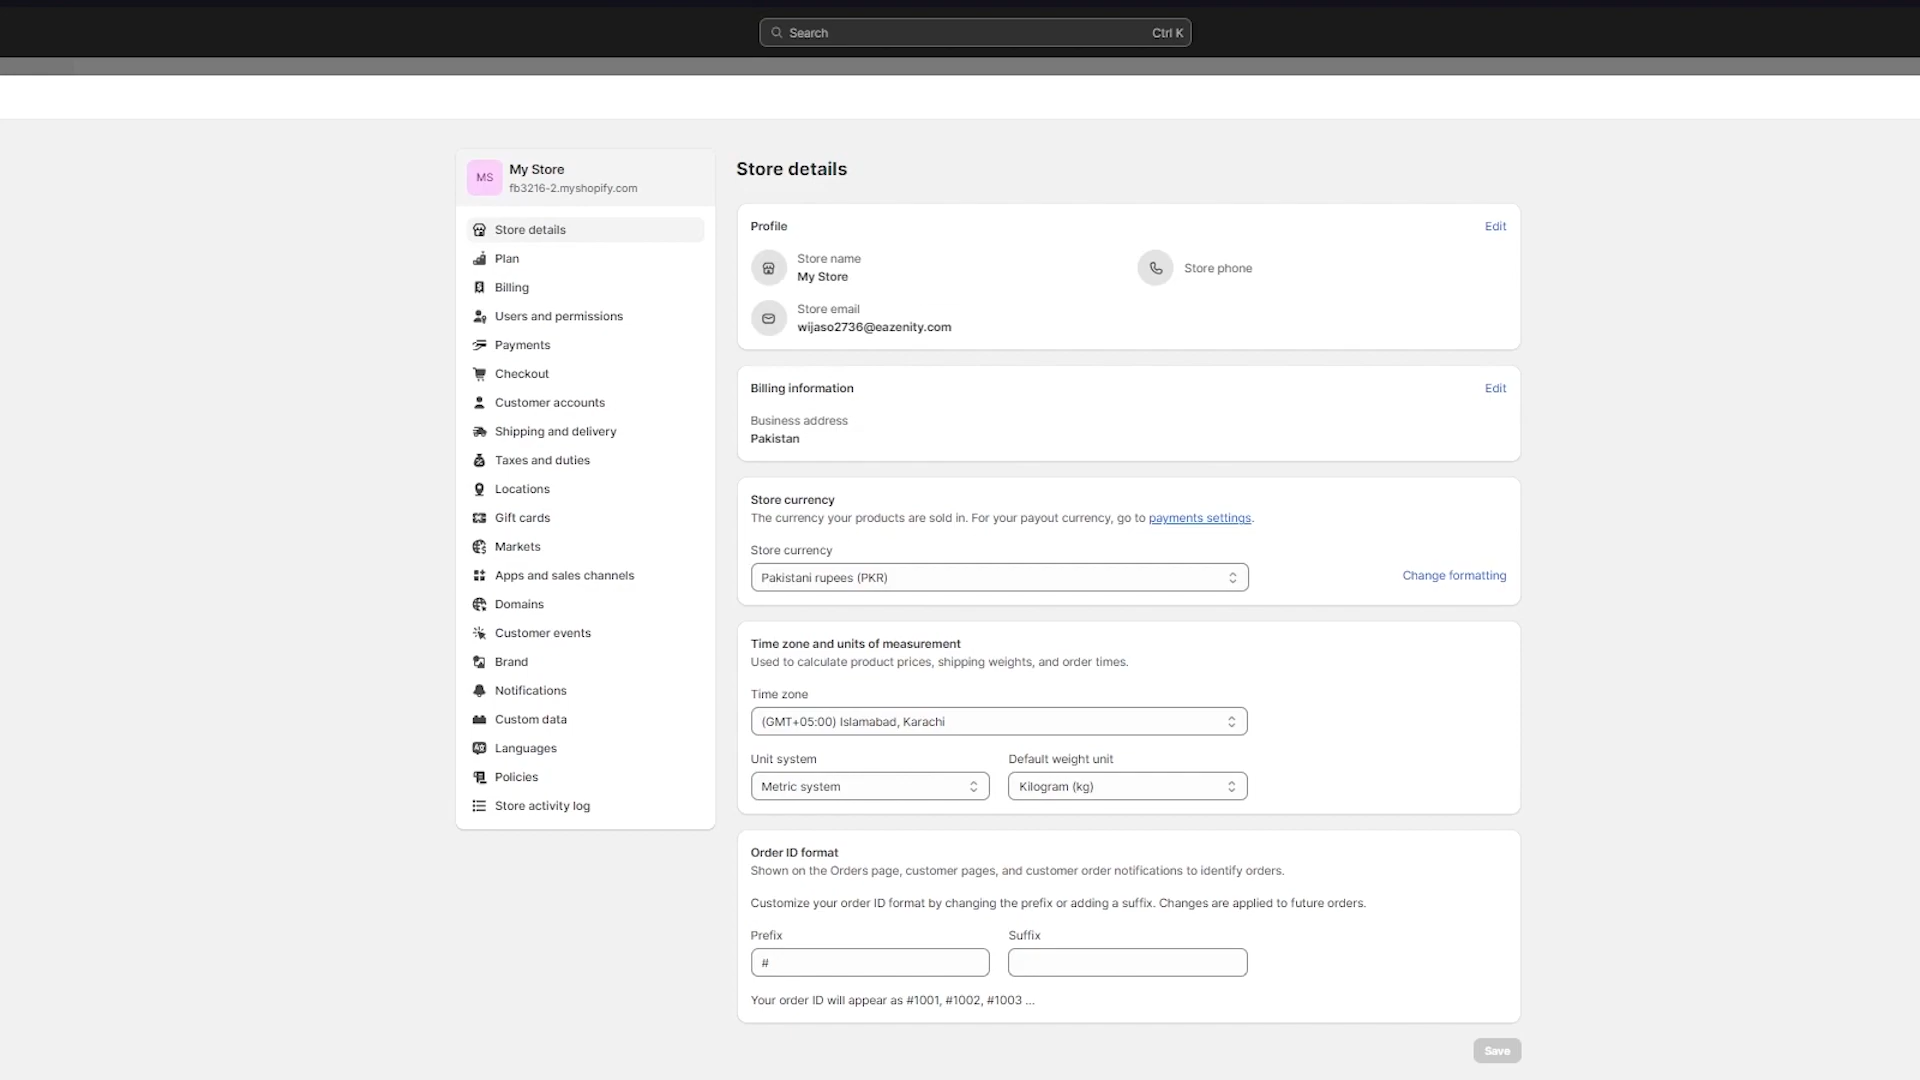 Search
Ctrl K
MS
My Store
fb3216-2.myshopify.com
Store details
Plan
Billing
Users and permissions
Payments
Checkout
Customer accounts
Shipping and delivery
Taxes and duties
Locations
Gift cards
Markets
Apps and sales channels
Domains
Customer events
Brand
Notifications
Custom data
Languages
Policies
Store activity log
Store details
Profile
Edit
Store name
My Store
Store phone
Store email
wijaso2736@eazenity.com
Billing information
Edit
Business address
Pakistan
Store currency
The currency your products are sold in. For your payout currency, go to payments settings.
Store currency
Pakistani rupees (PKR)
Change formatting
Time zone and units of measurement
Used to calculate product prices, shipping weights, and order times.
Time zone
(GMT+05:00) Islamabad, Karachi
Unit system
Default weight unit
Metric system
Kilogram (kg)
Order ID format
Shown on the Orders page, customer pages, and customer order notifications to identify orders.
Customize your order ID format by changing the prefix or adding a suffix. Changes are applied to future orders.
Prefix
Suffix
#
Your order ID will appear as #1001, #1002, #1003 ...
Save